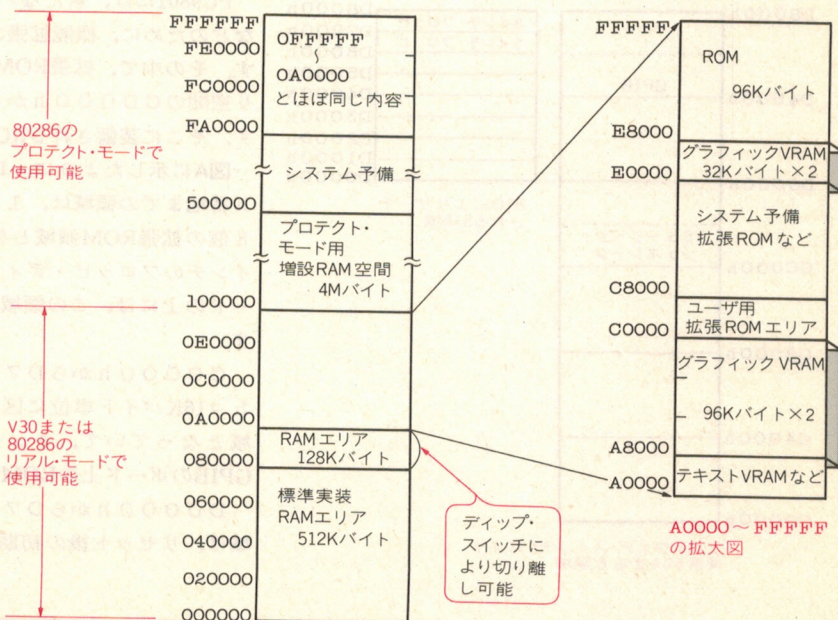 FFFFFF
FE0000
FC0000
FA0000
500000
100000
0E0000
0C0000
0A0000
080000
060000
040000
020000
000000
80286の
プロテクト・モードで
使用可能
V30または
80286の
リアル・モードで
使用可能
0FFFFF
〜
0A0000
とほぼ同じ内容
システム予備
プロテクト・
モード用
増設RAM空間
4Mバイト
RAMエリア
128Kバイト
標準実装
RAMエリア
512Kバイト
ディップ・
スイッチに
より切り離
し可能
FFFFF
E8000
E0000
C8000
C0000
A8000
A0000
ROM
96Kバイト
グラフィックVRAM
32Kバイト×2
システム予備
拡張ROMなど
ユーザ用
拡張ROMエリア
グラフィックVRAM
96Kバイト×2
テキストVRAMなど
A0000〜FFFFF
の拡大図